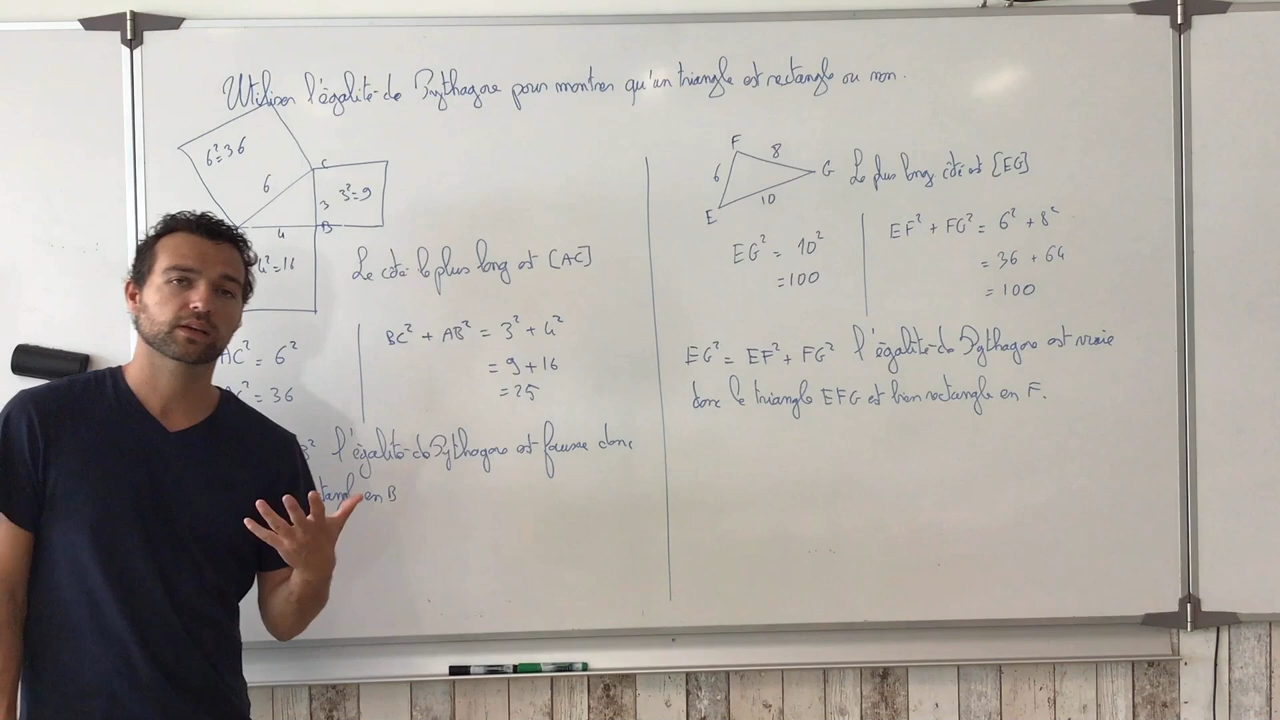 Utiliser l'égalité de Pythagore pour montrer qu'un triangle est rectangle ou non.
6²=36
6
C
3
3²=9
B
4
4²=16
Le côté le plus long est [AC]
AC² = 6²
= 36
BC² + AB² = 3² + 4²
= 9 + 16
= 25
l'égalité de Pythagore est fausse donc
en B
F
8
6
G
E
10
Le plus long côté est [EG]
EG² = 10²
= 100
EF² + FG² = 6² + 8²
= 36 + 64
= 100
EG² = EF² + FG² l'égalité de Pythagore est vraie
donc le triangle EFG est bien rectangle en F.